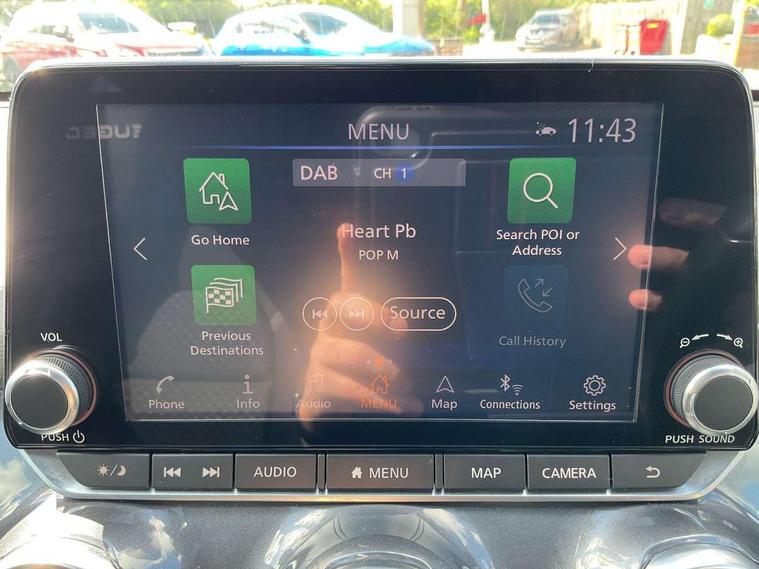 MENU
11:43
DAB CH 1
Go Home
Heart Pb
POP M
Search POI or
Address
Previous
Destinations
Source
Call History
Phone
Info
Audio
MENU
Map
Connections
Settings
VOL
PUSH
PUSH SOUND
AUDIO
MENU
MAP
CAMERA